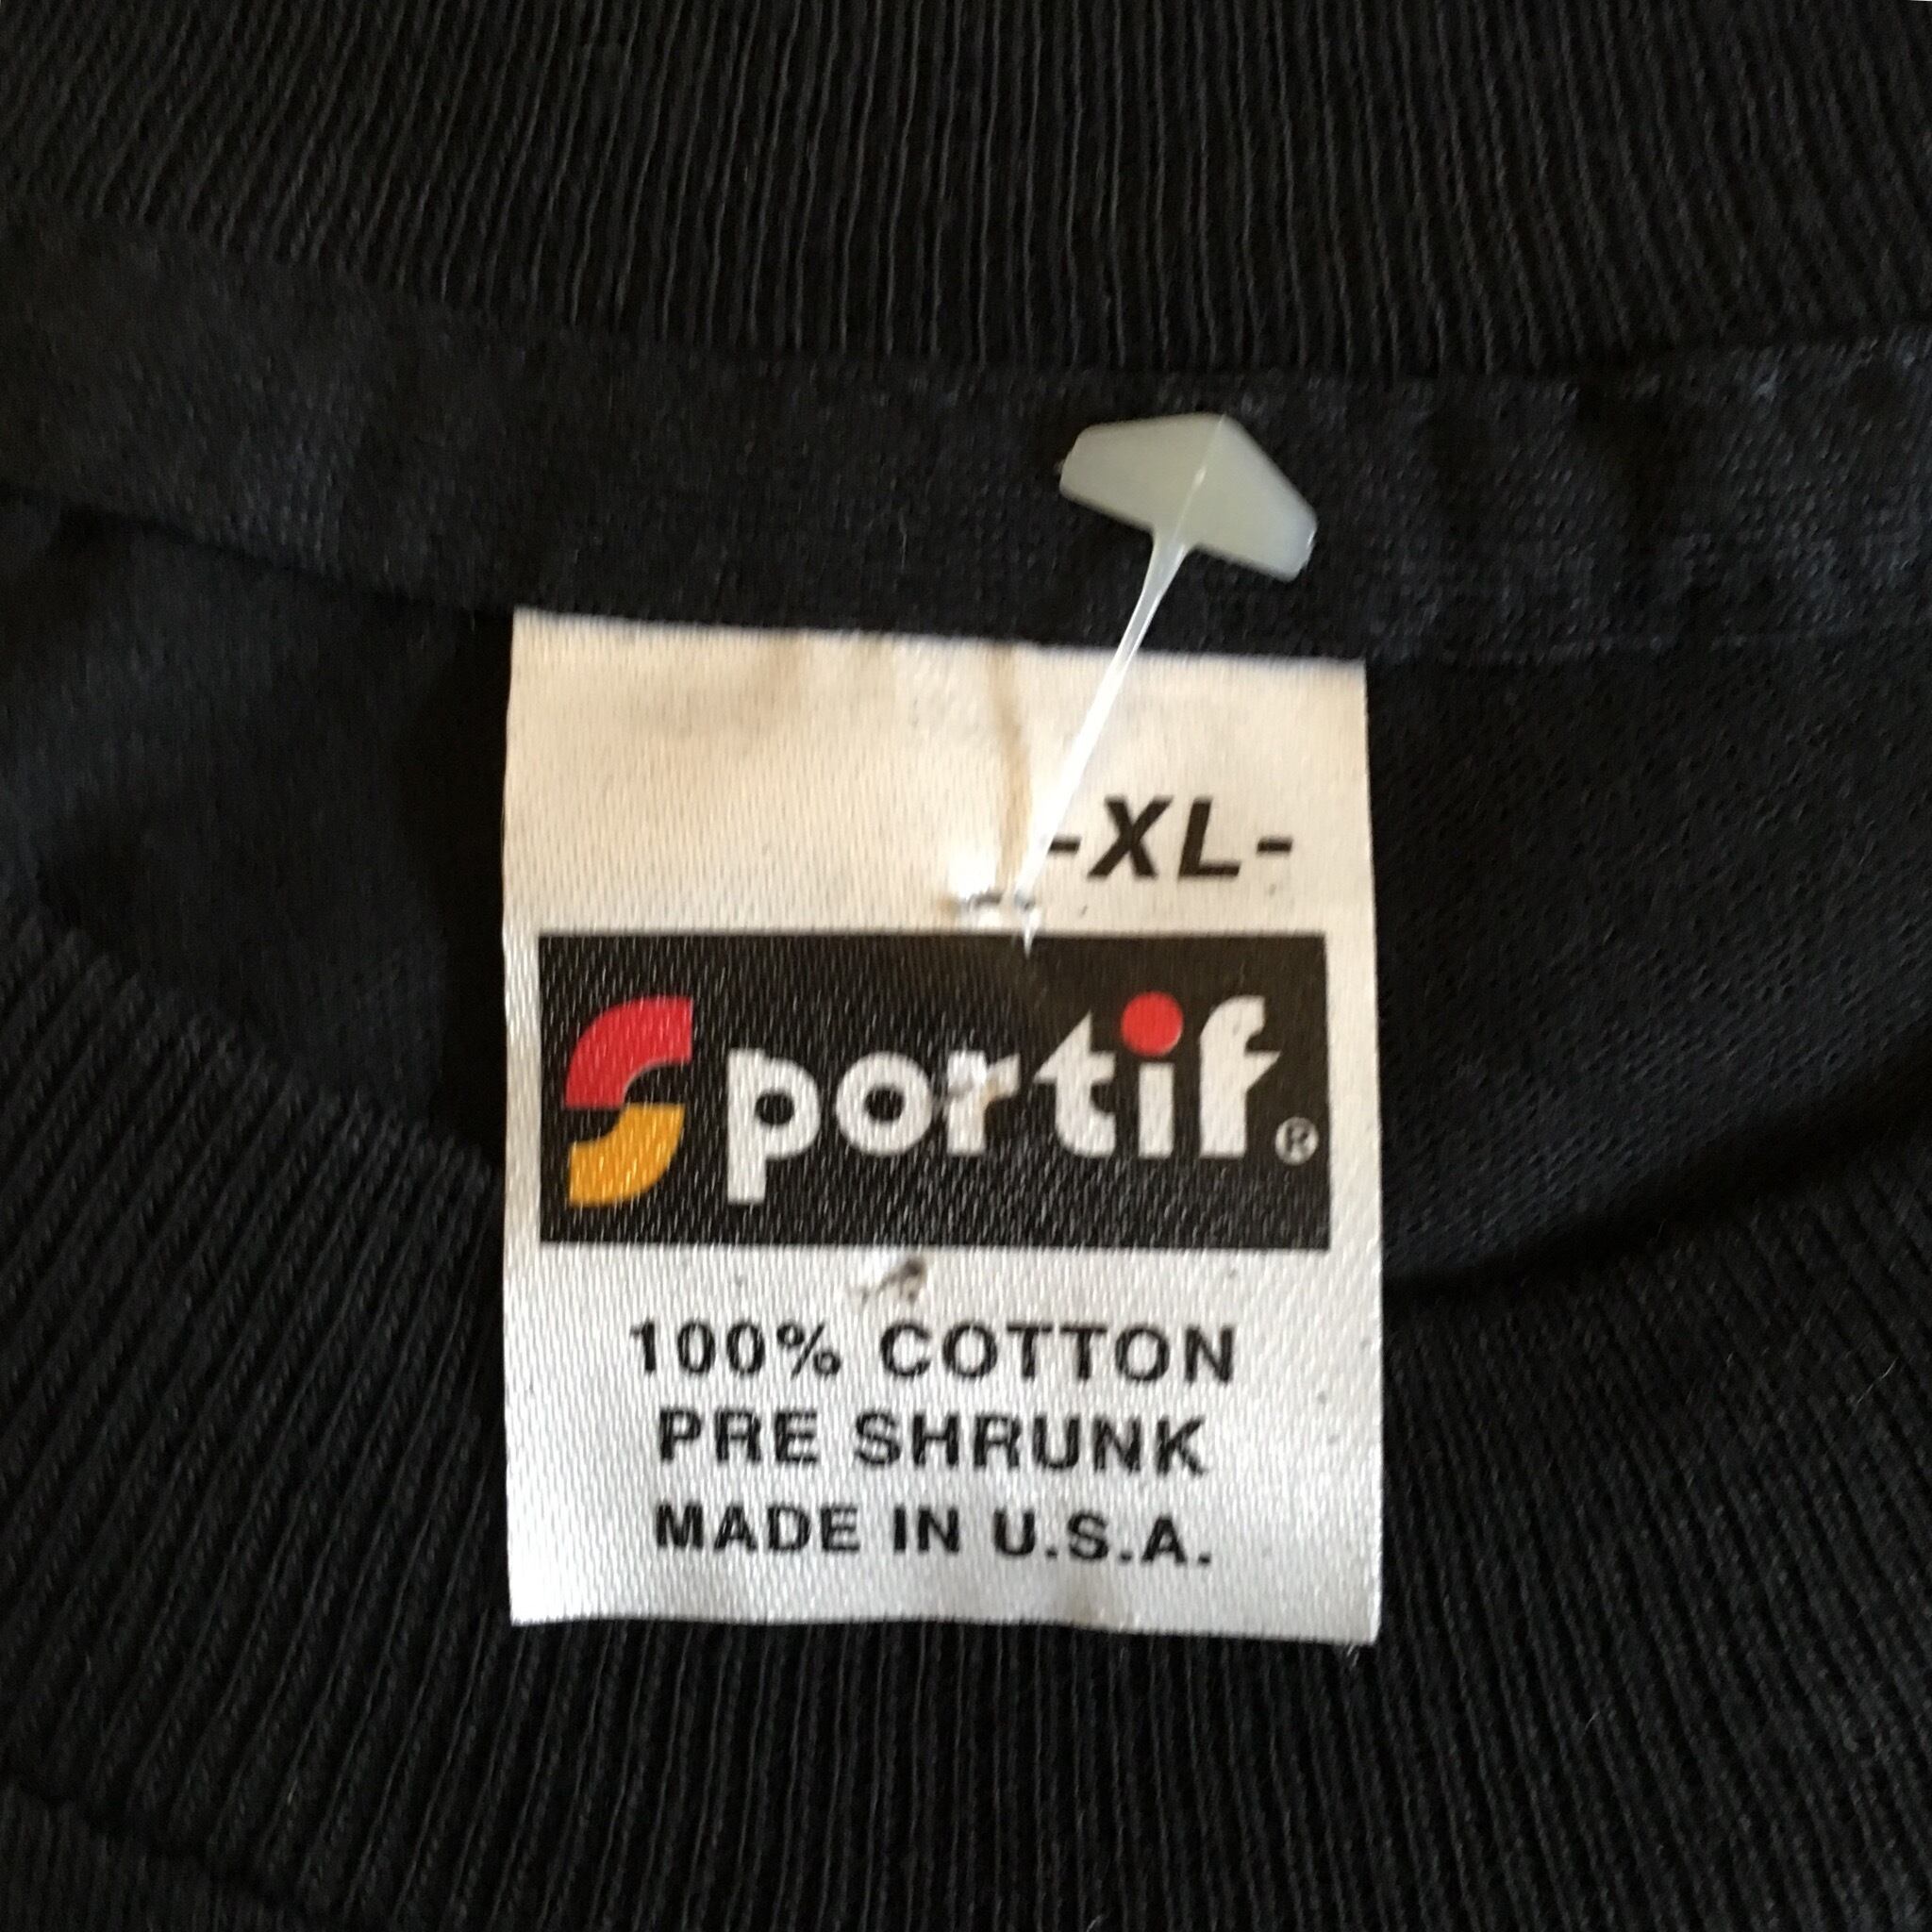 -XL-
Sportif®
100% COTTON
PRE SHRUNK
MADE IN U.S.A.